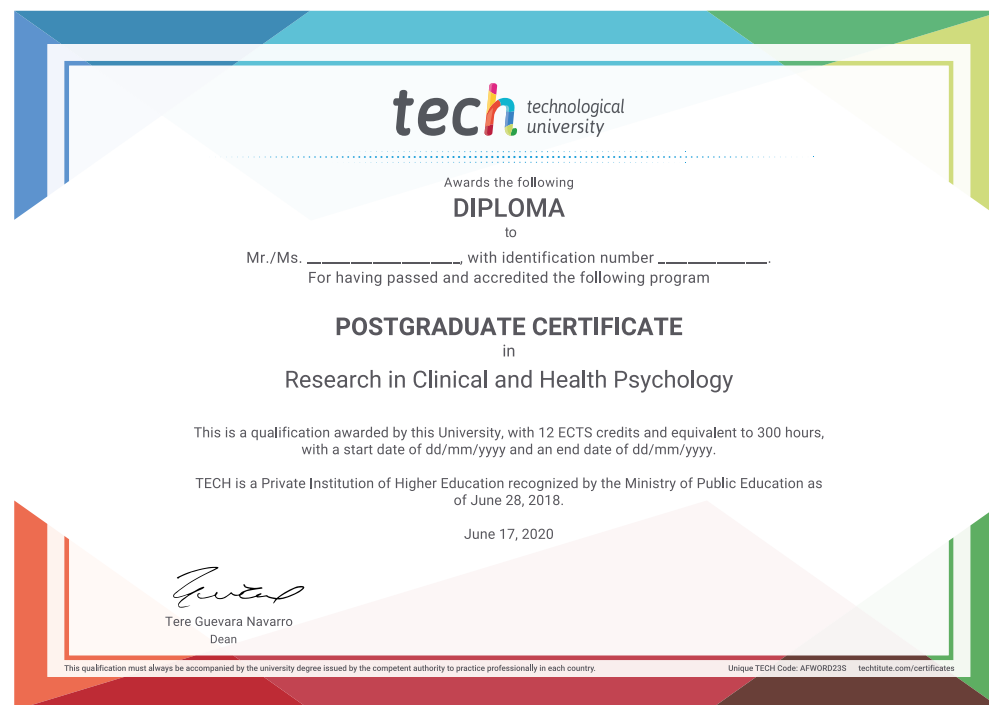 tech technological
university
Awards the following
DIPLOMA
to
Mr./Ms. ____________________, with identification number ______________.
For having passed and accredited the following program
POSTGRADUATE CERTIFICATE
in
Research in Clinical and Health Psychology
This is a qualification awarded by this University, with 12 ECTS credits and equivalent to 300 hours,
with a start date of dd/mm/yyyy and an end date of dd/mm/yyyy.
TECH is a Private Institution of Higher Education recognized by the Ministry of Public Education as
of June 28, 2018.
June 17, 2020
Tere Guevara Navarro
Dean
This qualification must always be accompanied by the university degree issued by the competent authority to practice professionally in each country.
Unique TECH Code: AFWORD23S techtitute.com/certificates